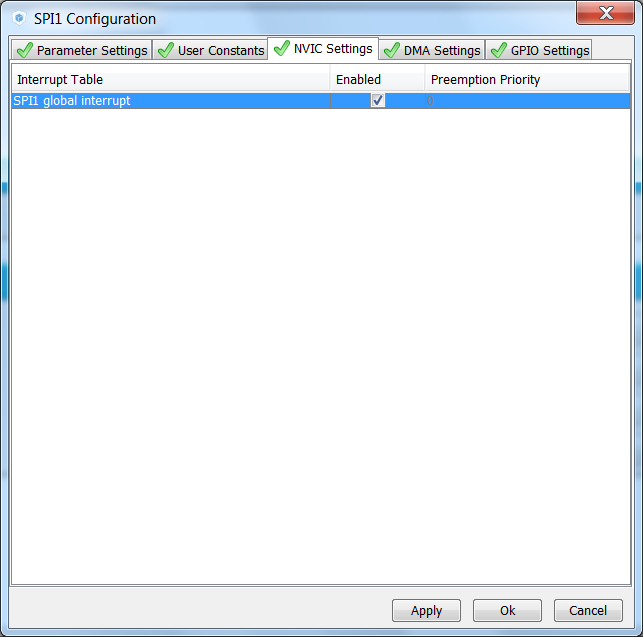 SPI1 Configuration
Parameter Settings User Constants NVIC Settings DMA Settings GPIO Settings
Interrupt Table Enabled Preemption Priority
SPI1 global interrupt 0
Apply Ok Cancel